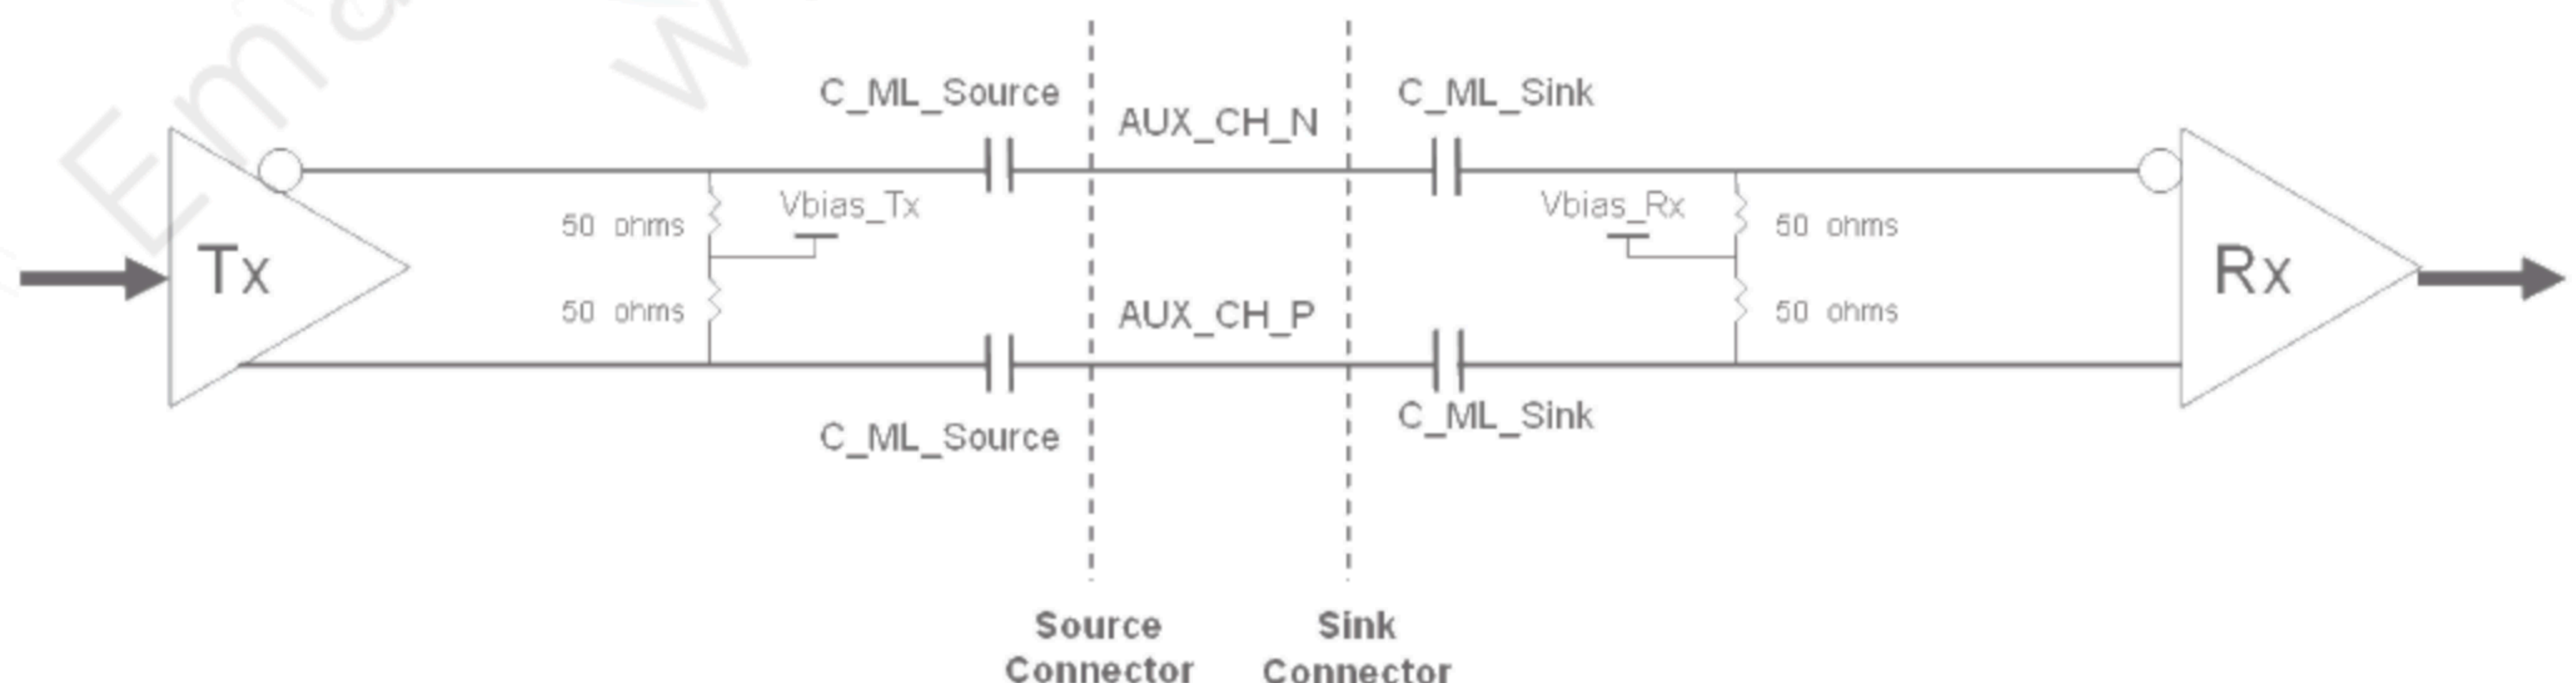 Ema
w
C_ML_Source
C_ML_Sink
AUX_CH_N
Vbias_Tx
Vbias_Rx
50 ohms
50 ohms
Tx
Rx
50 ohms
50 ohms
AUX_CH_P
C_ML_Source
C_ML_Sink
Source
Connector
Sink
Connector